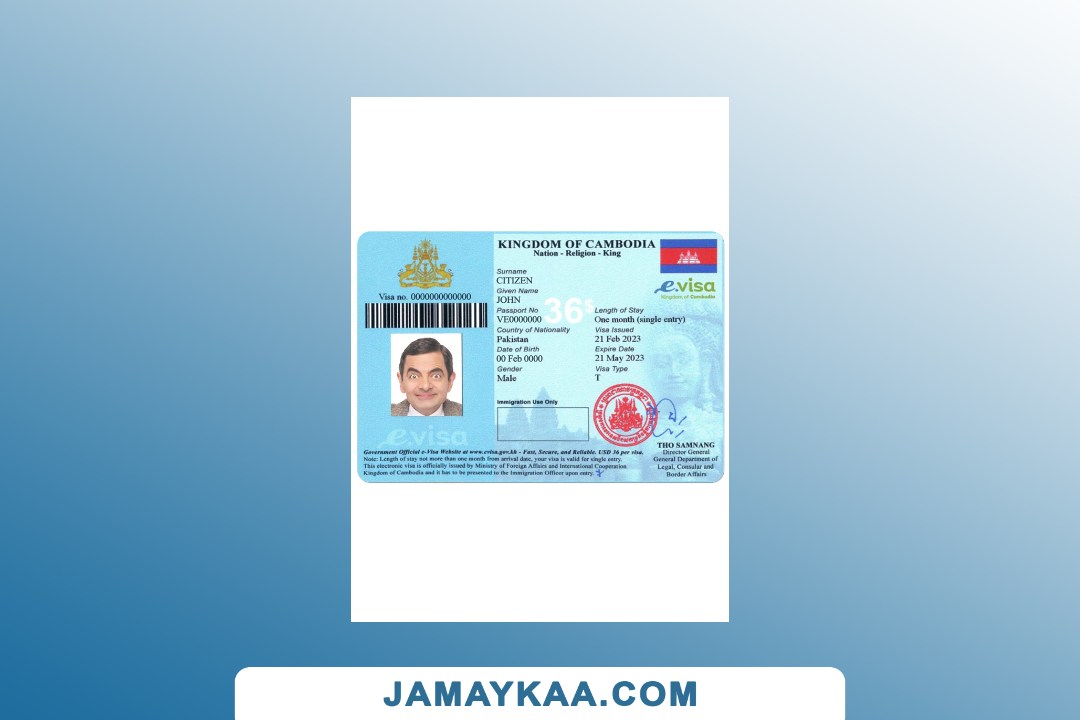 KINGDOM OF CAMBODIA
Nation - Religion - King
Visa no. 0000000000000
Surname
CITIZEN
Given Name
JOHN
Passport No
VE0000000
36$
Country of Nationality
Pakistan
Date of Birth
00 Feb 0000
Gender
Male
e.visa
Kingdom of Cambodia
Length of Stay
One month (single entry)
Visa Issued
21 Feb 2023
Expire Date
21 May 2023
Visa Type
T
Immigration Use Only
e.visa
THO SAMNANG
Director General
General Department of
Legal, Consular and
Border Affairs
Government Official e-Visa Website at www.evisa.gov.kh - Fast, Secure, and Reliable. USD 36 per visa.
Note: Length of stay not more than one month from arrival date, your visa is valid for single entry.
This electronic visa is officially issued by Ministry of Foreign Affairs and International Cooperation
Kingdom of Cambodia and it has to be presented to the Immigration Officer upon entry.
JAMAYKAA.COM